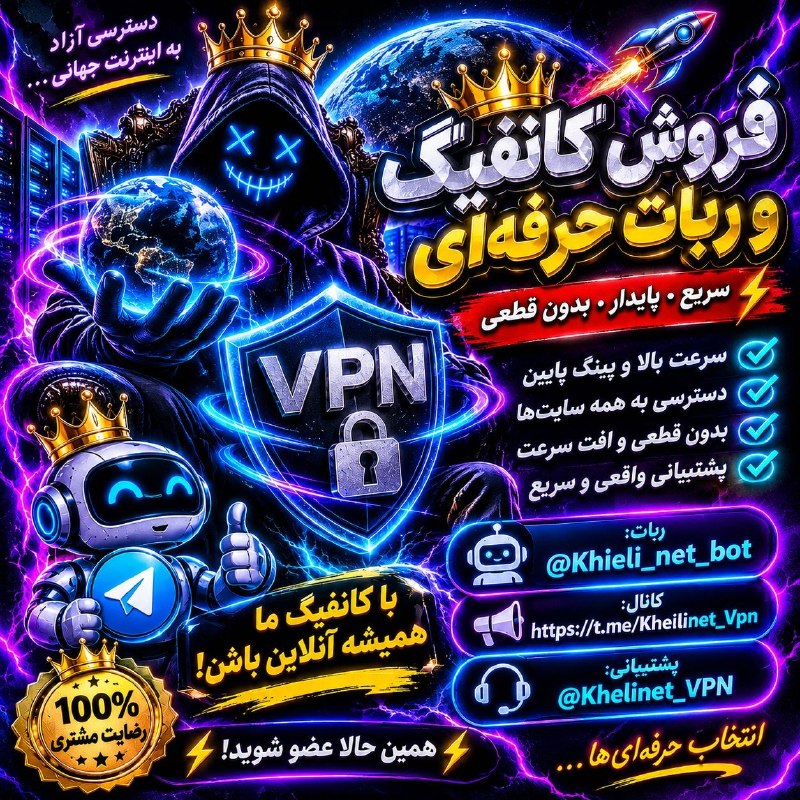 دسترسی آزاد
به اینترنت جهانی ...
فروش کانفیگ
و ربات حرفه‌ای
سریع • پایدار • بدون قطعی
سرعت بالا و پینگ پایین
دسترسی به همه سایت‌ها
بدون قطعی و افت سرعت
پشتیبانی واقعی و سریع
VPN
ربات:
@Khieli_net_bot
کانال:
https://t.me/Kheilinet_Vpn
پشتیبانی:
@Khelinet_VPN
با کانفیگ ما
همیشه آنلاین باش!
100%
رضایت مشتری
همین حالا عضو شوید!
انتخاب حرفه‌ای‌ها ...